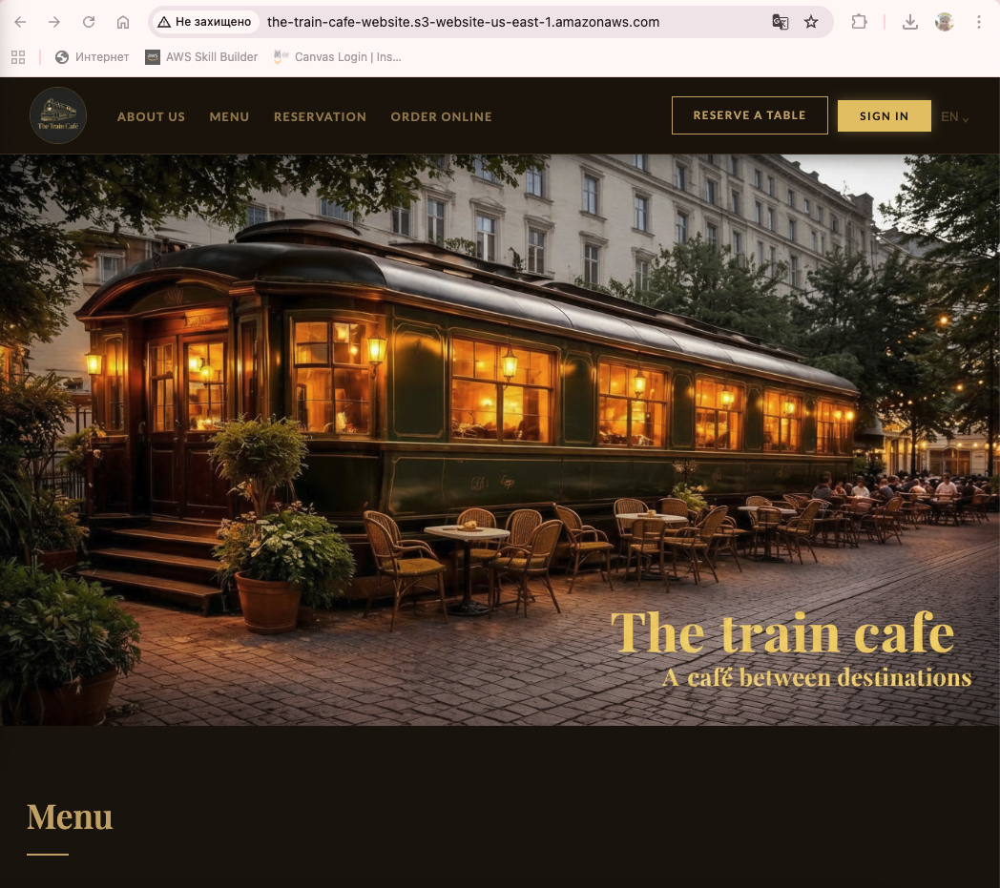 Не защищено the-train-cafe-website.s3-website-us-east-1.amazonaws.com
Интернет AWS Skill Builder Canvas Login | Ins...
The Train Café
ABOUT US MENU RESERVATION ORDER ONLINE RESERVE A TABLE SIGN IN EN
The train cafe
A café between destinations
Menu